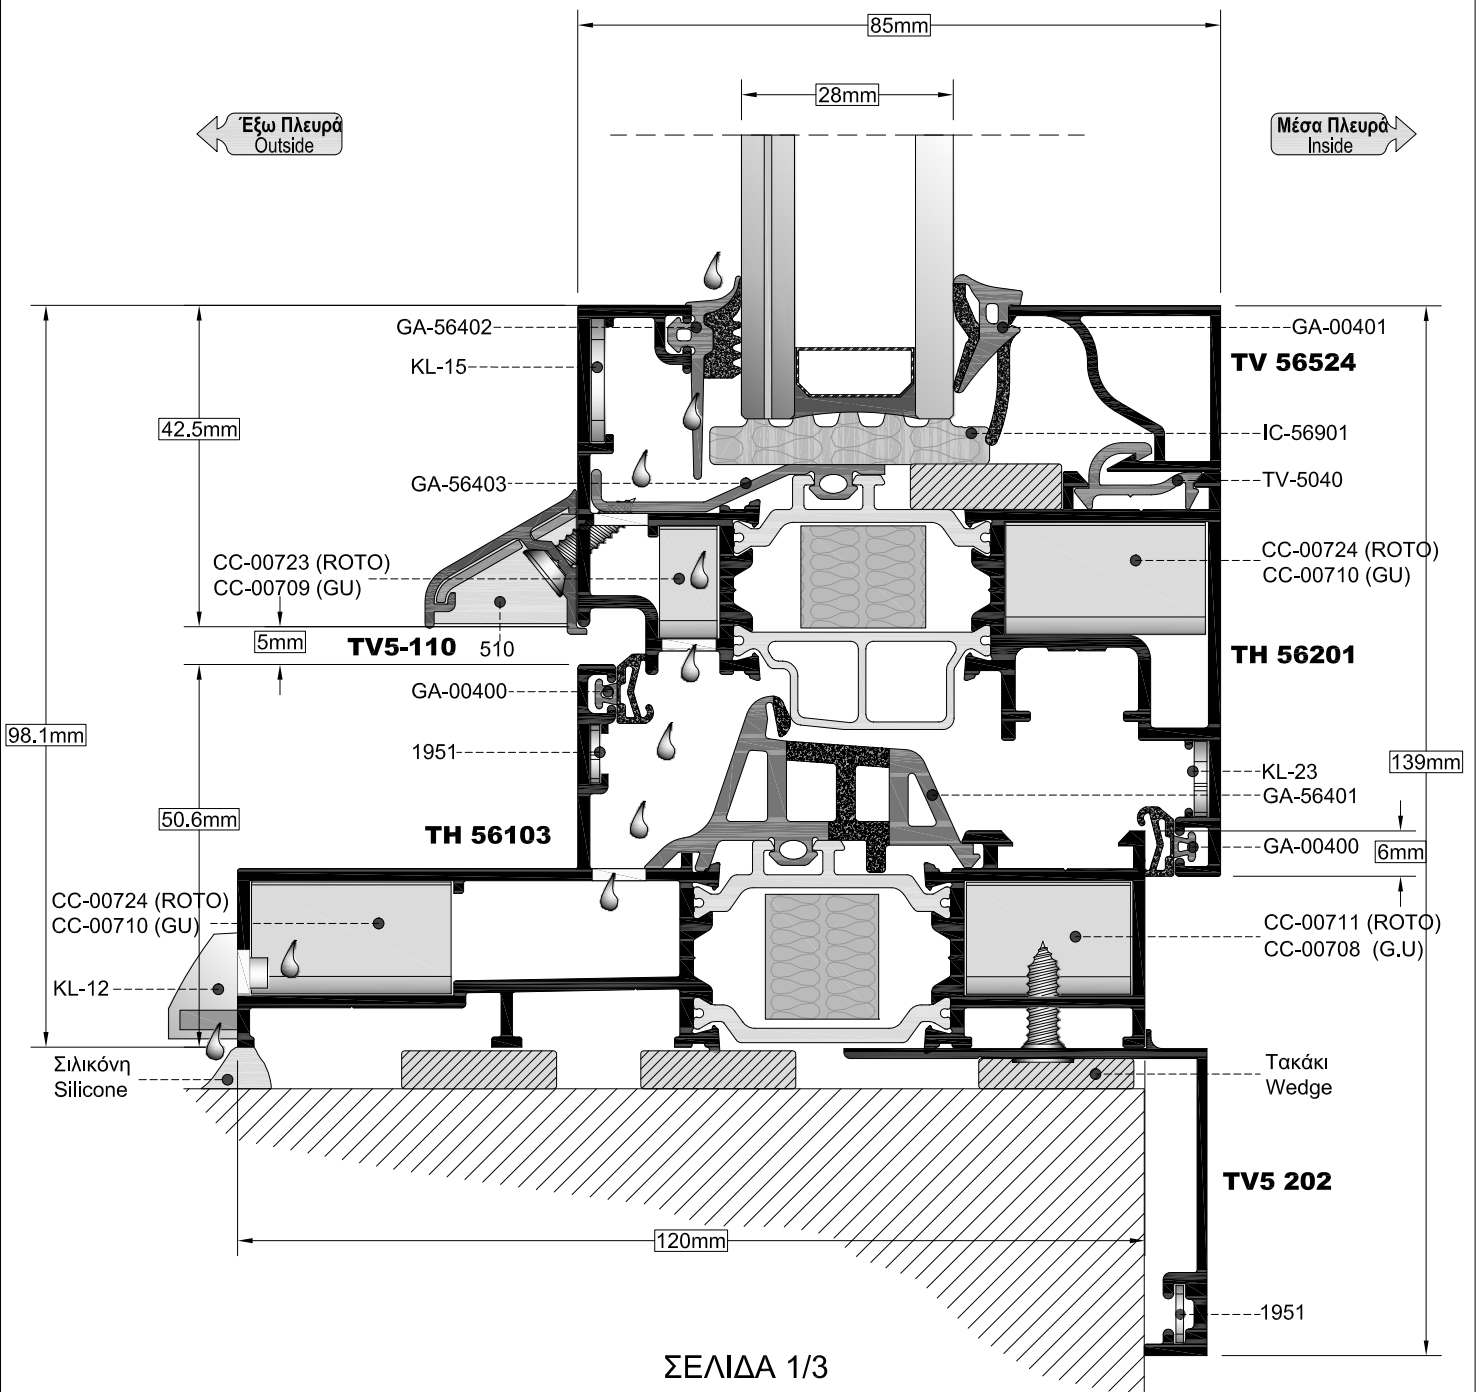 85mm
28mm
Έξω Πλευρά
Outside
Μέσα Πλευρά
Inside
GA-56402
GA-00401
KL-15
TV 56524
42.5mm
IC-56901
GA-56403
TV-5040
CC-00723 (ROTO)
CC-00709 (GU)
CC-00724 (ROTO)
CC-00710 (GU)
5mm
TV5-110
510
TH 56201
GA-00400
98.1mm
1951
139mm
KL-23
GA-56401
50.6mm
TH 56103
GA-00400
6mm
CC-00724 (ROTO)
CC-00710 (GU)
CC-00711 (ROTO)
CC-00708 (G.U)
KL-12
Σιλικόνη
Silicone
Τακάκι
Wedge
TV5 202
120mm
1951
ΣΕΛΙΔΑ 1/3